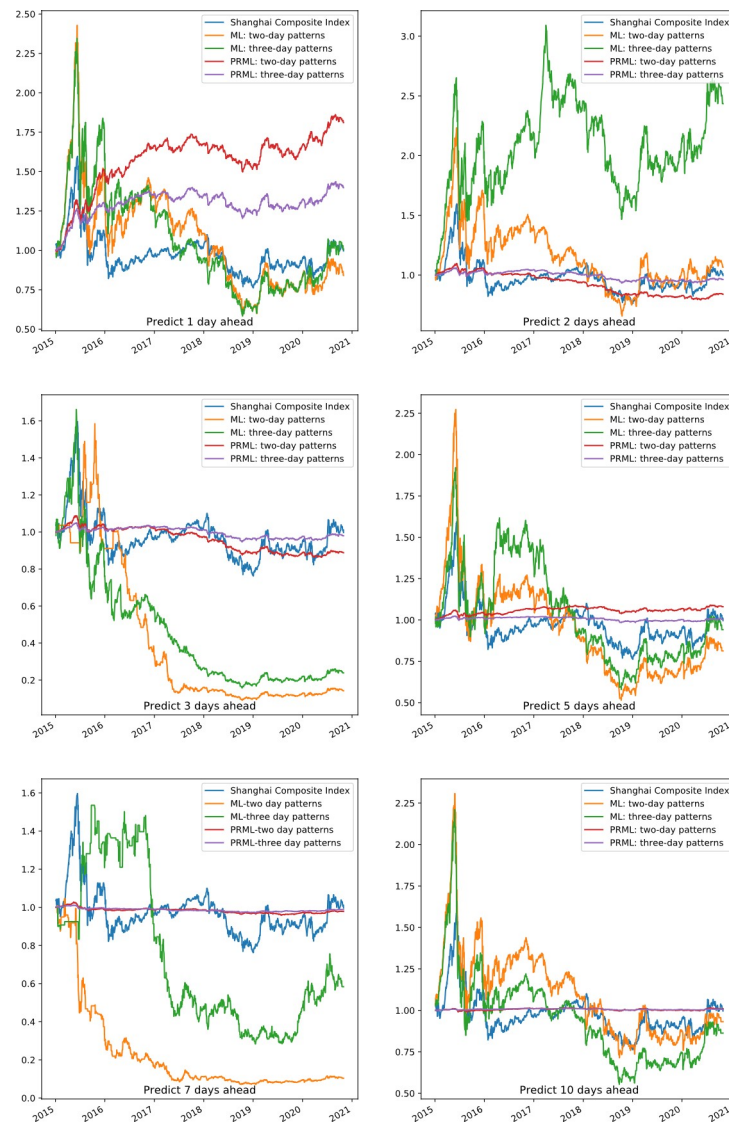 2.50
2.25
2.00
1.75
1.50
1.25
1.00
0.75
0.50
Shanghai Composite Index
ML: two-day patterns
ML: three-day patterns
PRML: two-day patterns
PRML: three-day patterns
Predict 1 day ahead
2015
2016
2017
2018
2019
2020
2021
3.0
2.5
2.0
1.5
1.0
Shanghai Composite Index
ML: two-day patterns
ML: three-day patterns
PRML: two-day patterns
PRML: three-day patterns
Predict 2 days ahead
2015
2016
2017
2018
2019
2020
2021
1.6
1.4
1.2
1.0
0.8
0.6
0.4
0.2
Shanghai Composite Index
ML: two-day patterns
ML: three-day patterns
PRML: two-day patterns
PRML: three-day patterns
Predict 3 days ahead
2015
2016
2017
2018
2019
2020
2021
2.25
2.00
1.75
1.50
1.25
1.00
0.75
0.50
Shanghai Composite Index
ML: two-day patterns
ML: three-day patterns
PRML: two-day patterns
PRML: three-day patterns
Predict 5 days ahead
2015
2016
2017
2018
2019
2020
2021
1.6
1.4
1.2
1.0
0.8
0.6
0.4
0.2
0.0
Shanghai Composite Index
ML-two day patterns
ML-three day patterns
PRML-two day patterns
PRML-three day patterns
Predict 7 days ahead
2015
2016
2017
2018
2019
2020
2021
2.25
2.00
1.75
1.50
1.25
1.00
0.75
0.50
Shanghai Composite Index
ML: two-day patterns
ML: three-day patterns
PRML: two-day patterns
PRML: three-day patterns
Predict 10 days ahead
2015
2016
2017
2018
2019
2020
2021